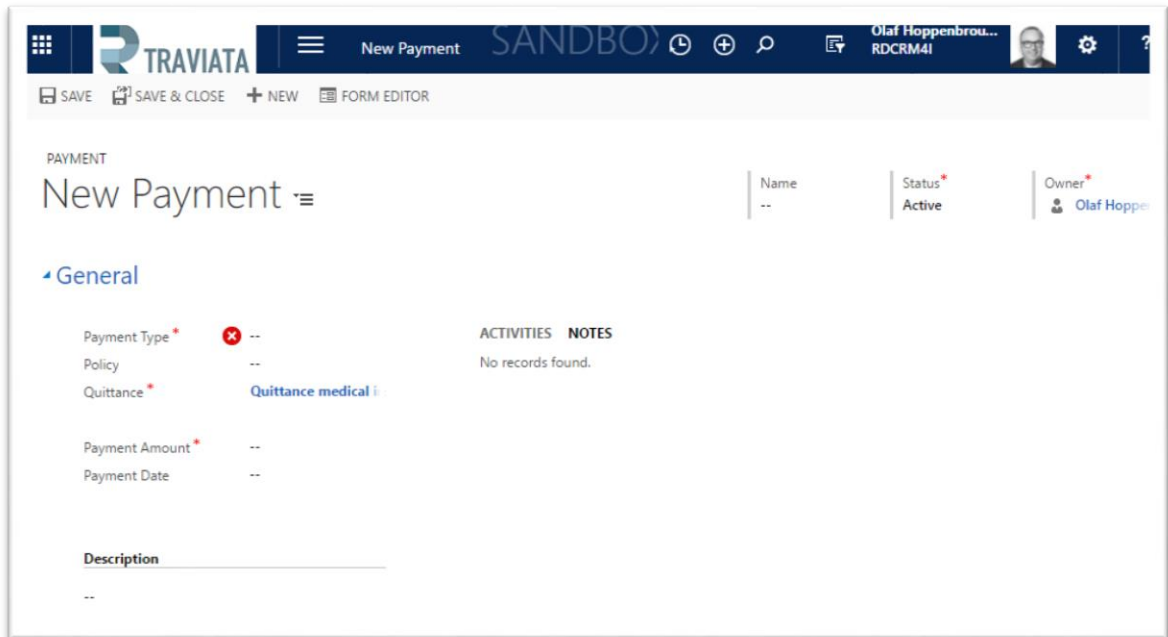 TRAVIATA
New Payment
SANDBOX
Olaf Hoppenbrou...
RDCRM4I
?
SAVE
SAVE & CLOSE
NEW
FORM EDITOR
PAYMENT
New Payment
Name
--
Status*
Active
Owner*
Olaf Hoppe
General
Payment Type* --
Policy --
Quittance* Quittance medical i
Payment Amount* --
Payment Date --
ACTIVITIES NOTES
No records found.
Description
--